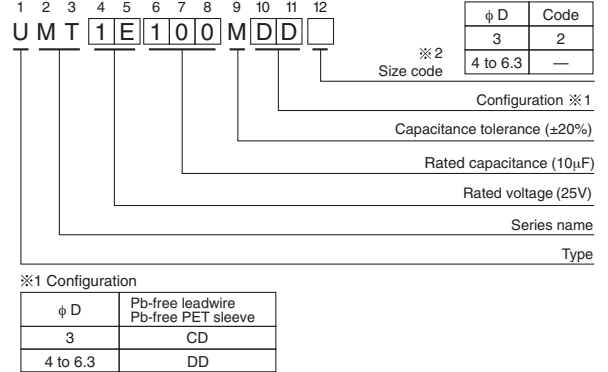 1 2 3 4 5 6 7 8 9 10 11 12
U M T 1 E 1 0 0 M D D
φ D Code
3 2
4 to 6.3 —
※2
Size code
Configuration ※1
Capacitance tolerance (±20%)
Rated capacitance (10µF)
Rated voltage (25V)
Series name
Type
※1 Configuration
φ D Pb-free leadwire
Pb-free PET sleeve
3 CD
4 to 6.3 DD